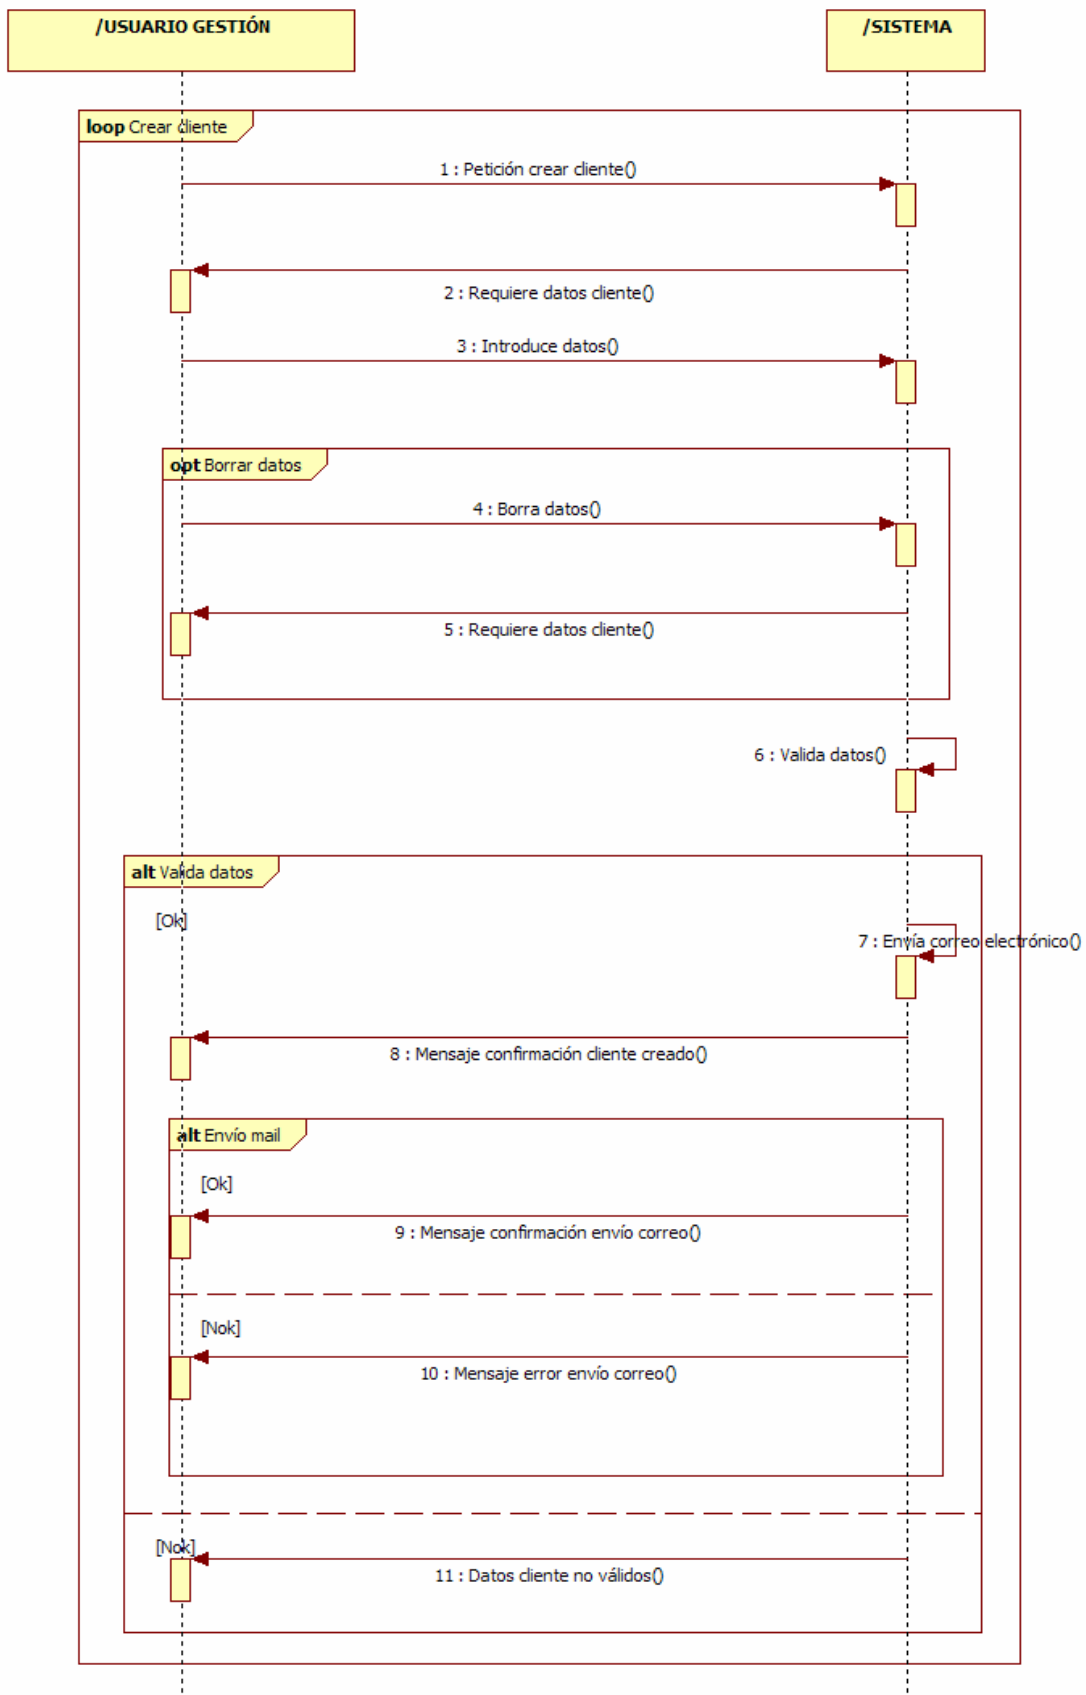 /USUARIO GESTIÓN
/SISTEMA
loop Crear cliente
1 : Petición crear cliente()
2 : Requiere datos cliente()
3 : Introduce datos()
opt Borrar datos
4 : Borra datos()
5 : Requiere datos cliente()
6 : Valida datos()
alt Valida datos
[Ok]
7 : Envía correo electrónico()
8 : Mensaje confirmación cliente creado()
alt Envío mail
[Ok]
9 : Mensaje confirmación envío correo()
[Nok]
10 : Mensaje error envío correo()
[Nok]
11 : Datos cliente no válidos()